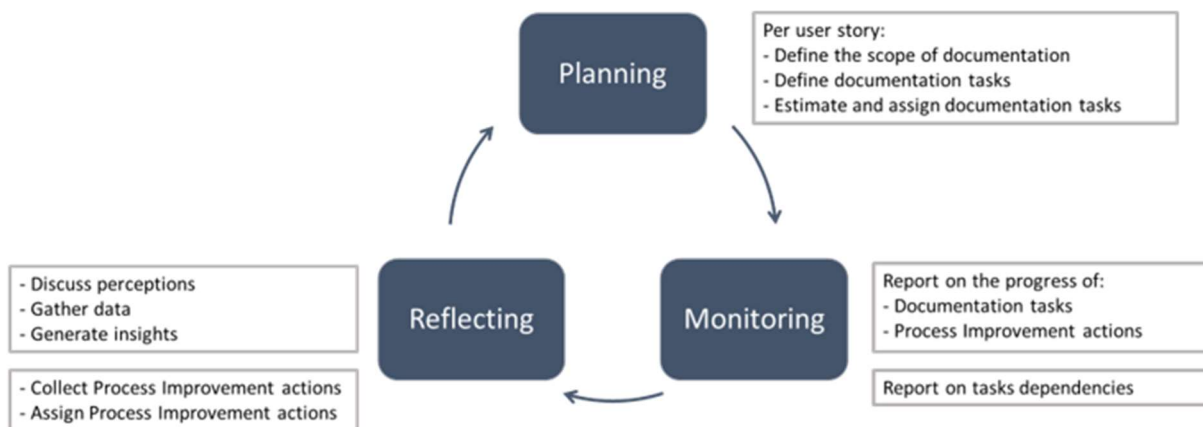 Planning
Per user story:
- Define the scope of documentation
- Define documentation tasks
- Estimate and assign documentation tasks
- Discuss perceptions
- Gather data
- Generate insights
- Collect Process Improvement actions
- Assign Process Improvement actions
Reflecting
Monitoring
Report on the progress of:
- Documentation tasks
- Process Improvement actions
Report on tasks dependencies